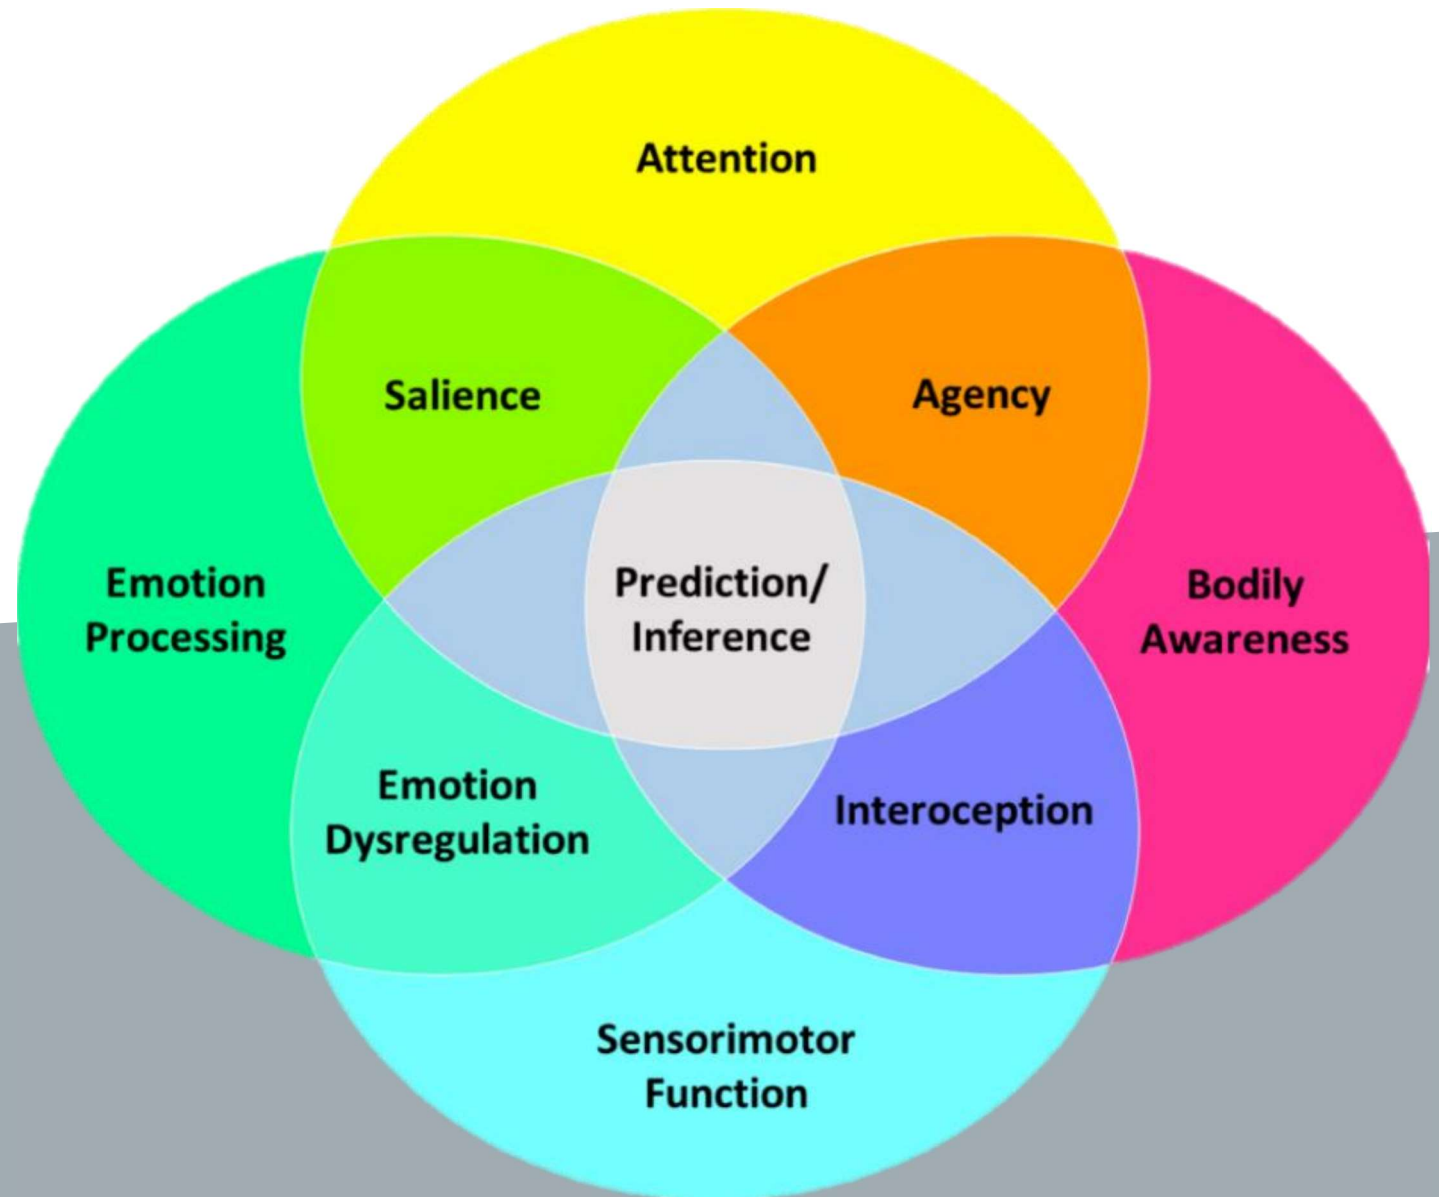 Attention
Salience
Agency
Emotion
Processing
Prediction/
Inference
Bodily
Awareness
Emotion
Dysregulation
Interoception
Sensorimotor
Function